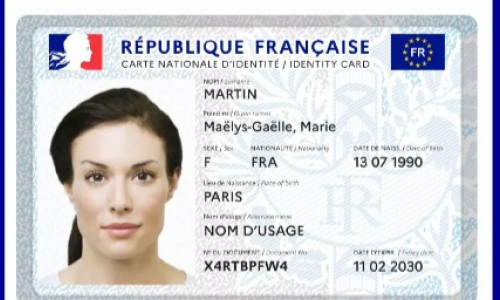 RÉPUBLIQUE FRANÇAISE
FR
CARTE NATIONALE D'IDENTITÉ / IDENTITY CARD
NOM / Surname
MARTIN
Prénoms / Given names
Maëlys-Gaëlle, Marie
SEXE / Sex NATIONALITÉ / Nationality DATE DE NAISS. / Date of birth
F FRA 13 07 1990
Lieu de Naissance / Place of birth
PARIS
Nom d'usage / Alternate name
NOM D'USAGE
N° DU DOCUMENT / Document No DATE D'EXPIR. / Expiry date
X4RTBPFW4 11 02 2030